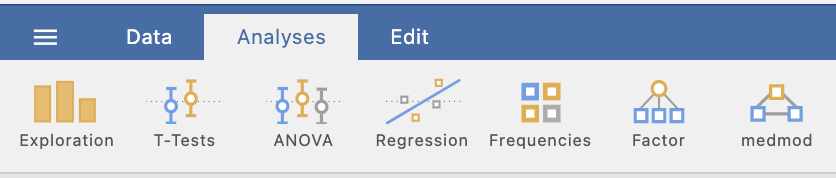 Data Analyses Edit
Exploration T-Tests ANOVA Regression Frequencies Factor medmod